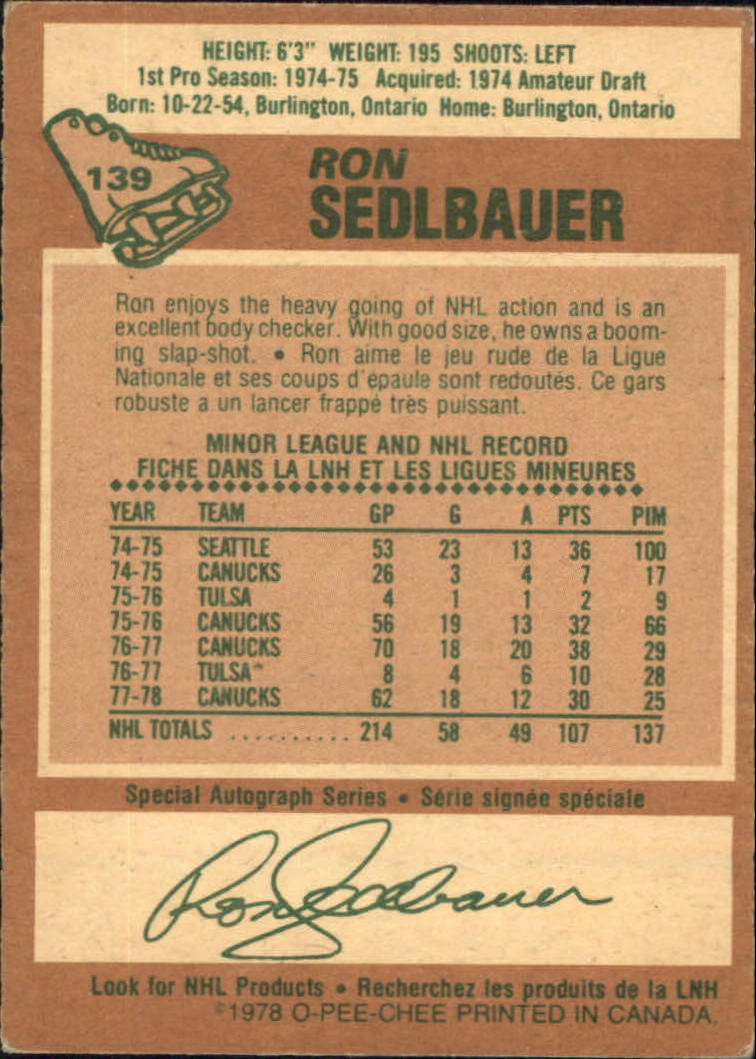 HEIGHT: 6'3" WEIGHT: 195 SHOOTS: LEFT
1st Pro Season: 1974-75 Acquired: 1974 Amateur Draft
Born: 10-22-54, Burlington, Ontario Home: Burlington, Ontario
139
RON
SEDLBAUER
Ron enjoys the heavy going of NHL action and is an
excellent body checker. With good size, he owns a boom-
ing slap-shot. • Ron aime le jeu rude de la Ligue
Nationale et ses coups d'épaule sont redoutés. Ce gars
robuste a un lancer frappé très puissant.
MINOR LEAGUE AND NHL RECORD
FICHE DANS LA LNH ET LES LIGUES MINEURES
YEAR TEAM GP G A PTS PIM
74-75 SEATTLE 53 23 13 36 100
74-75 CANUCKS 26 3 4 7 17
75-76 TULSA 4 1 1 2 9
75-76 CANUCKS 56 19 13 32 66
76-77 CANUCKS 70 18 20 38 29
76-77 TULSA 8 4 6 10 28
77-78 CANUCKS 62 18 12 30 25
NHL TOTALS .......... 214 58 49 107 137
Special Autograph Series • Série signée spéciale
Ron Sedlbauer
Look for NHL Products • Recherchez les produits de la LNH
©1978 O-PEE-CHEE PRINTED IN CANADA.